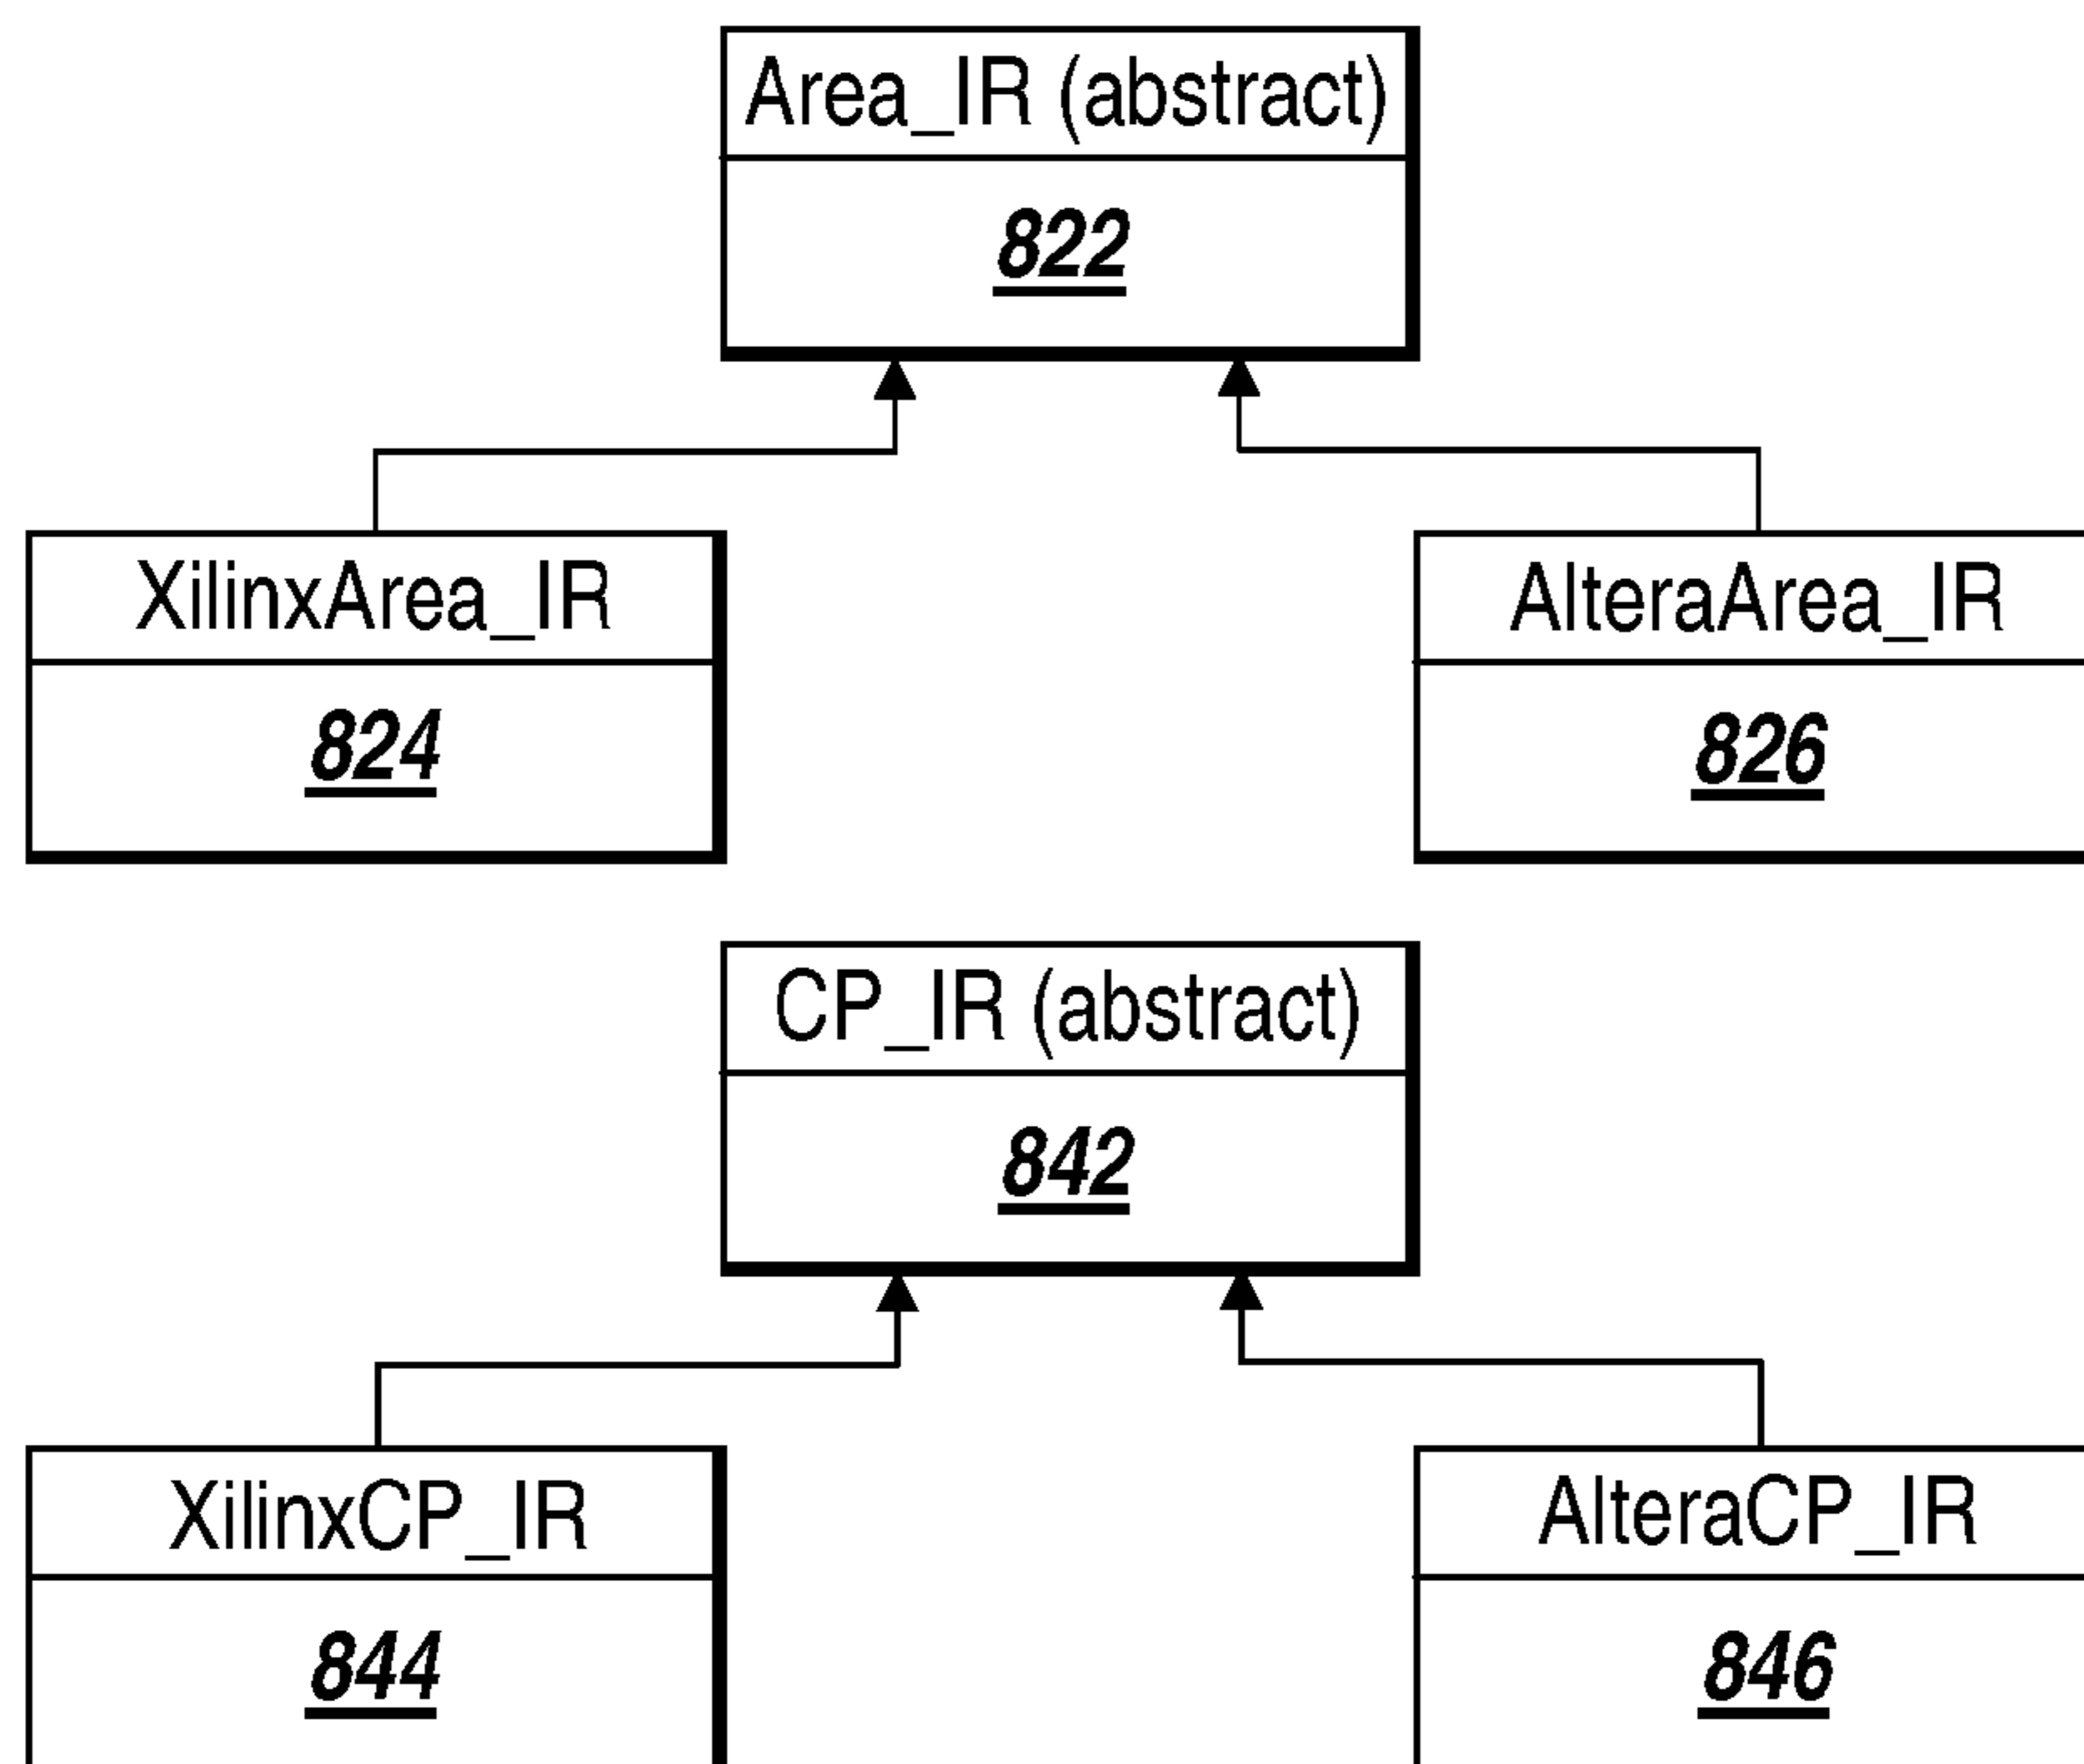 Area_IR (abstract)
822
XilinxArea_IR
AlteraArea_IR
824
826
CP_IR (abstract)
842
XilinxCP_IR
AlteraCP_IR
844
846